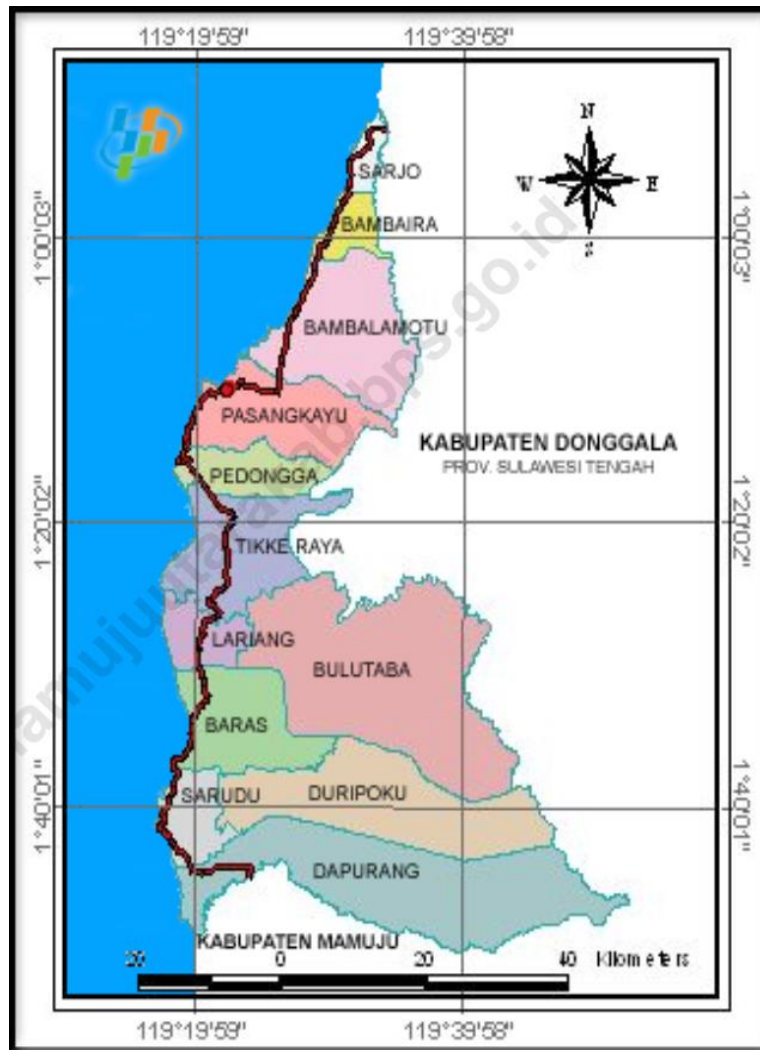 119°19'59"
119°39'58"
N
W E
S
SARJO
BAMBAIRA
1°00'03"
1°00'03"
BAMBALAMOTU
PASANGKAYU
KABUPATEN DONGGALA
PROV. SULAWESI TENGAH
PEDONGGA
1°20'02"
1°20'02"
TIKKE RAYA
LARIANG
BULUTABA
BARAS
SARUDU
DURIPOKU
1°40'01"
1°40'01"
DAPURANG
KABUPATEN MAMUJU
20 0 20 40 Kilometers
119°19'59"
119°39'58"